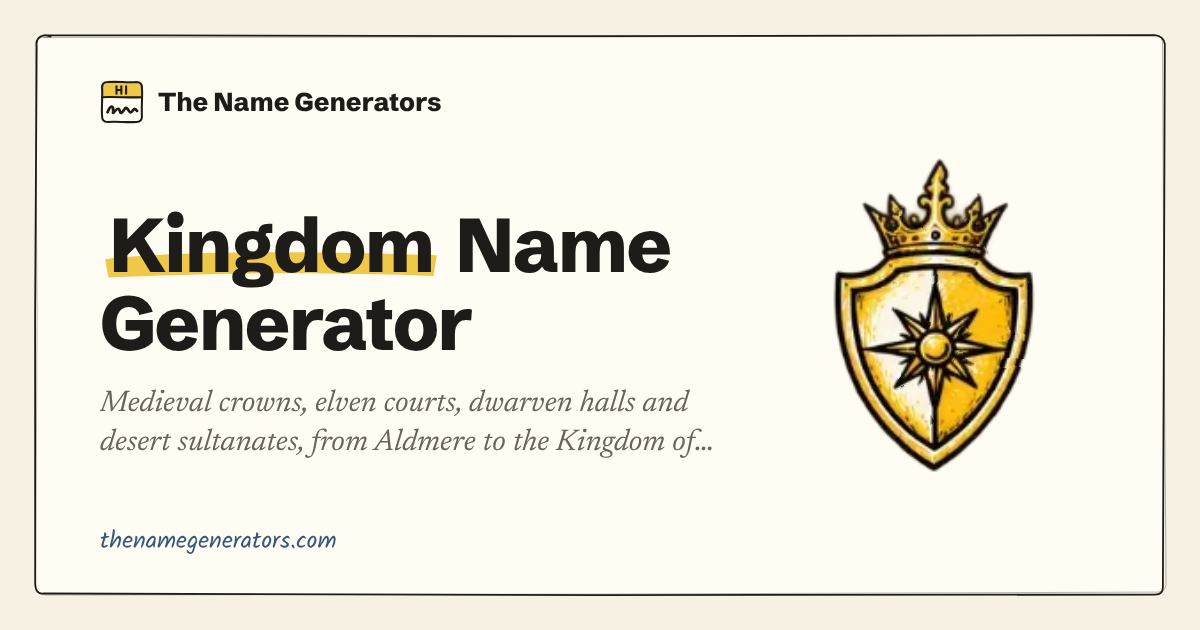 HI
The Name Generators
Kingdom Name
Generator
Medieval crowns, elven courts, dwarven halls and
desert sultanates, from Aldmere to the Kingdom of...
thenamegenerators.com